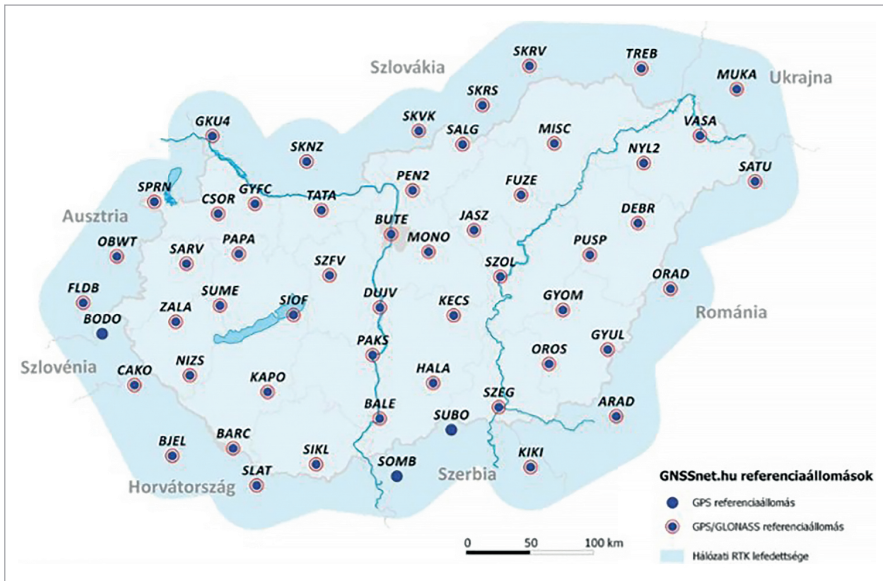 SKRV
TREB
Szlovákia
MUKA
Ukrajna
SKRS
GKU4
SKVK
SALG
MISC
VASA
SKNZ
NYL2
SATU
SPRN
PEN2
FUZE
CSOR
GYFC
TATA
Ausztria
DEBR
BUTE
MONO
JASZ
OBWT
SARV
PAPA
PUSP
SZFV
SZOL
ORAD
FLDB
SUME
SIOF
DUJV
KECS
GYOM
Románia
BODO
ZALA
GYUL
PAKS
OROS
Szlovénia
CAKO
NIZS
KAPO
HALA
SZEG
ARAD
BALE
SUBO
BJEL
BARC
SIKL
SOMB
Szerbia
KIKI
SLAT
Horvátország
GNSSnet.hu referenciaállomások
GPS referenciaállomás
GPS/GLONASS referenciaállomás
Hálózati RTK lefedettsége
0 50 100 km